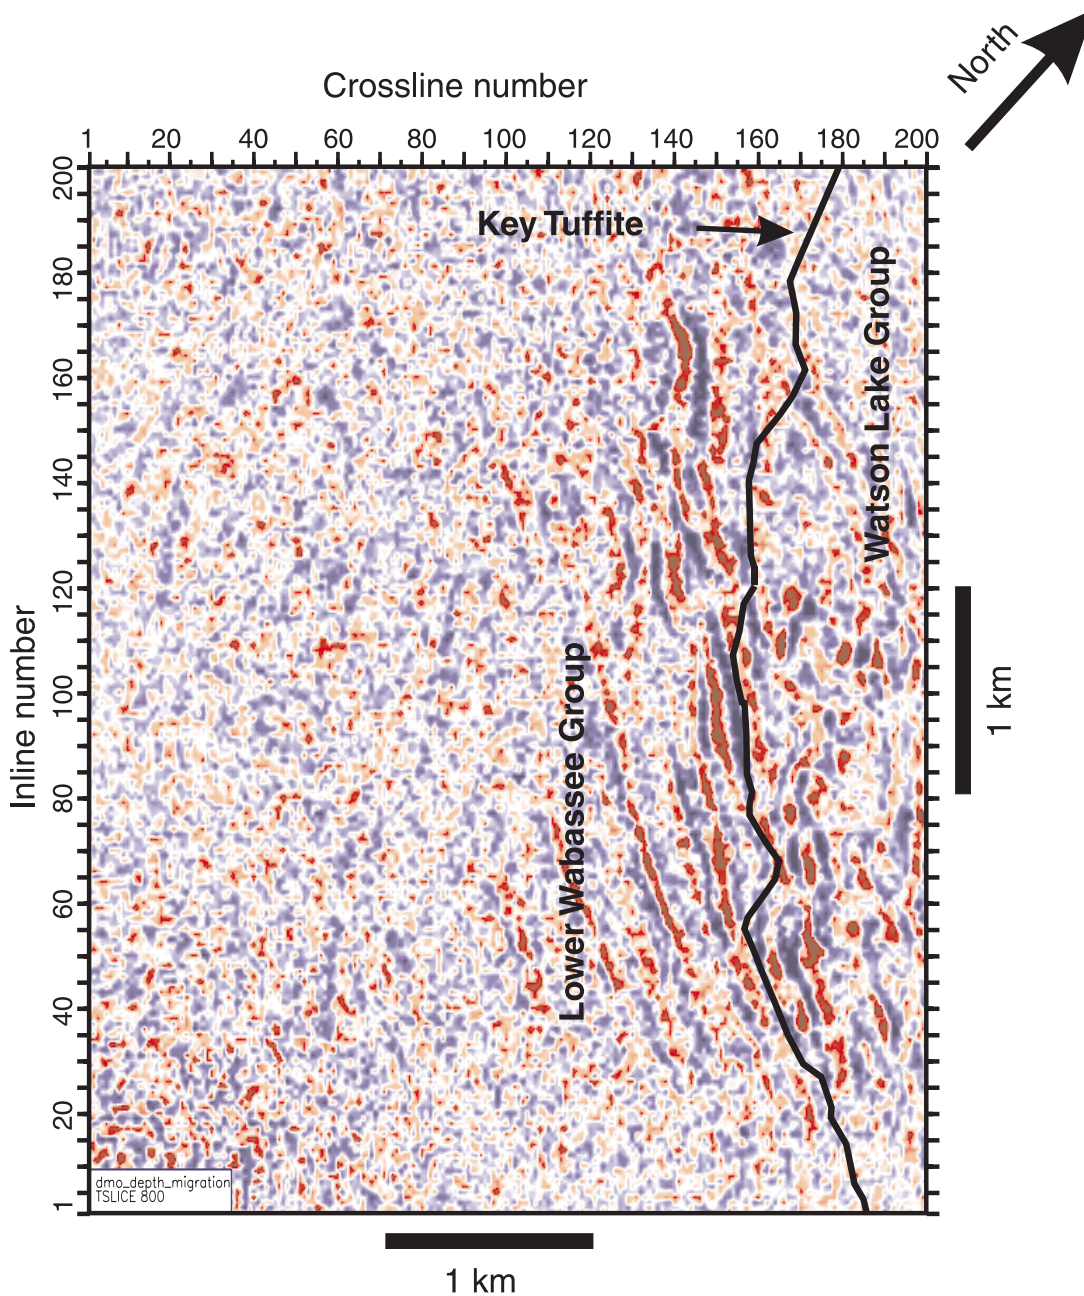 North
Crossline number
1 20 40 60 80 100 120 140 160 180 200
200
180
160
140
120
100
80
60
40
20
1
Inline number
Key Tuffite
Watson Lake Group
Lower Wabassee Group
1 km
dmo_depth_migration
TSLICE 800
1 km